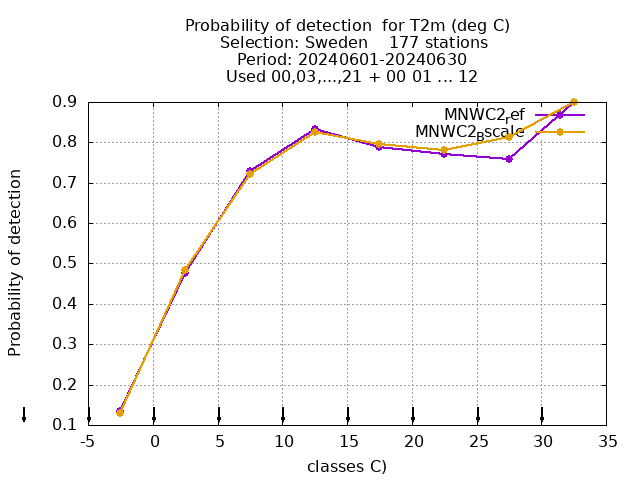 Probability of detection  for T2m (deg C)
Selection: Sweden    177 stations
Period: 20240601-20240630
Used 00,03,...,21 + 00 01 ... 12
MNWC2ref
MNWC2Bscale
Probability of detection
0.9
0.8
0.7
0.6
0.5
0.4
0.3
0.2
0.1
-5 0 5 10 15 20 25 30 35
classes C)